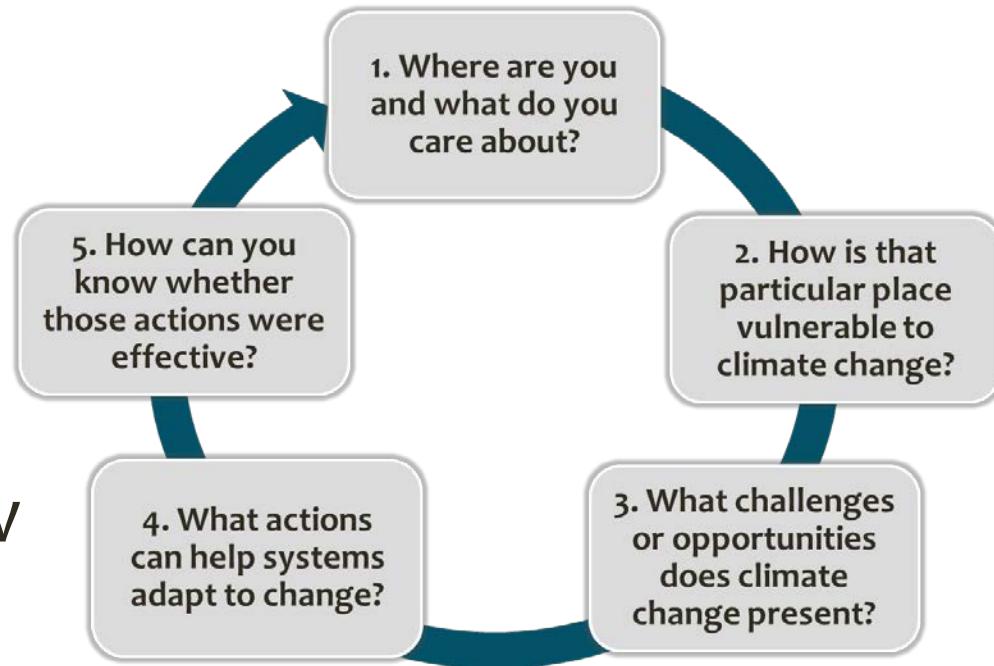 1. Where are you
and what do you
care about?
2. How is that
particular place
vulnerable to
climate change?
3. What challenges
or opportunities
does climate
change present?
4. What actions
can help systems
adapt to change?
5. How can you
know whether
those actions were
effective?